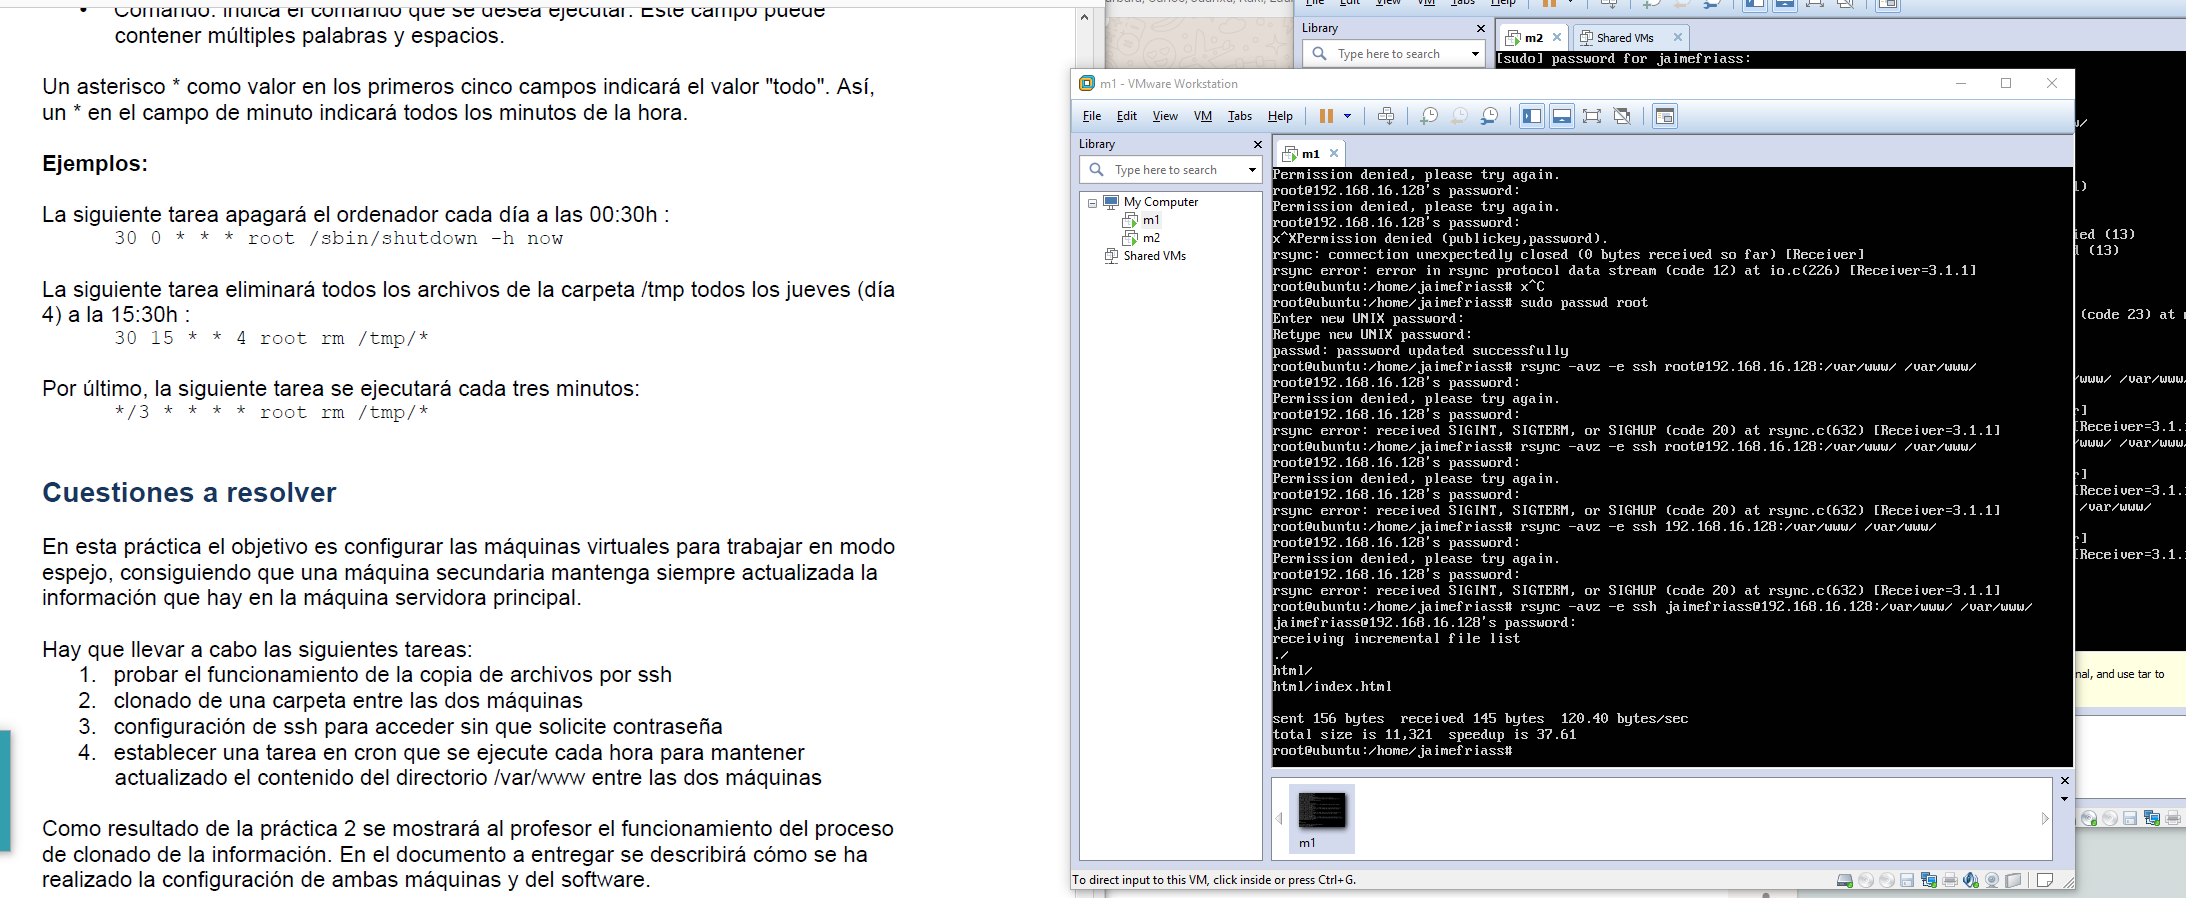 • Comando: indica el comando que se desea ejecutar. Este campo puede
contener múltiples palabras y espacios.
Un asterisco * como valor en los primeros cinco campos indicará el valor "todo". Así,
un * en el campo de minuto indicará todos los minutos de la hora.
Ejemplos:
La siguiente tarea apagará el ordenador cada día a las 00:30h :
30 0 * * * root /sbin/shutdown -h now
La siguiente tarea eliminará todos los archivos de la carpeta /tmp todos los jueves (día
4) a la 15:30h :
30 15 * * 4 root rm /tmp/*
Por último, la siguiente tarea se ejecutará cada tres minutos:
*/3 * * * * root rm /tmp/*
Cuestiones a resolver
En esta práctica el objetivo es configurar las máquinas virtuales para trabajar en modo
espejo, consiguiendo que una máquina secundaria mantenga siempre actualizada la
información que hay en la máquina servidora principal.
Hay que llevar a cabo las siguientes tareas:
1. probar el funcionamiento de la copia de archivos por ssh
2. clonado de una carpeta entre las dos máquinas
3. configuración de ssh para acceder sin que solicite contraseña
4. establecer una tarea en cron que se ejecute cada hora para mantener
actualizado el contenido del directorio /var/www entre las dos máquinas
Como resultado de la práctica 2 se mostrará al profesor el funcionamiento del proceso
de clonado de la información. En el documento a entregar se describirá cómo se ha
realizado la configuración de ambas máquinas y del software.
File Edit View VM Tabs Help
Library
Type here to search
m2
Shared VMs
[sudo] password for jaimefriass:
m1 - VMware Workstation
File Edit View VM Tabs Help
Library
Type here to search
My Computer
m1
m2
Shared VMs
m1
Permission denied, please try again.
root@192.168.16.128's password:
Permission denied, please try again.
root@192.168.16.128's password:
x^XPermission denied (publickey,password).
rsync: connection unexpectedly closed (0 bytes received so far) [Receiver]
rsync error: error in rsync protocol data stream (code 12) at io.c(226) [Receiver=3.1.1]
root@ubuntu:/home/jaimefriass# x^C
root@ubuntu:/home/jaimefriass# sudo passwd root
Enter new UNIX password:
Retype new UNIX password:
passwd: password updated successfully
root@ubuntu:/home/jaimefriass# rsync -avz -e ssh root@192.168.16.128:/var/www/ /var/www/
root@192.168.16.128's password:
Permission denied, please try again.
root@192.168.16.128's password:
rsync error: received SIGINT, SIGTERM, or SIGHUP (code 20) at rsync.c(632) [Receiver=3.1.1]
root@ubuntu:/home/jaimefriass# rsync -avz -e ssh root@192.168.16.128:/var/www/ /var/www/
root@192.168.16.128's password:
Permission denied, please try again.
root@192.168.16.128's password:
rsync error: received SIGINT, SIGTERM, or SIGHUP (code 20) at rsync.c(632) [Receiver=3.1.1]
root@ubuntu:/home/jaimefriass# rsync -avz -e ssh 192.168.16.128:/var/www/ /var/www/
root@192.168.16.128's password:
Permission denied, please try again.
root@192.168.16.128's password:
rsync error: received SIGINT, SIGTERM, or SIGHUP (code 20) at rsync.c(632) [Receiver=3.1.1]
root@ubuntu:/home/jaimefriass# rsync -avz -e ssh jaimefriass@192.168.16.128:/var/www/ /var/www/
jaimefriass@192.168.16.128's password:
receiving incremental file list
./
html/
html/index.html
sent 156 bytes  received 145 bytes  120.40 bytes/sec
total size is 11,321  speedup is 37.61
root@ubuntu:/home/jaimefriass#
m1
To direct input to this VM, click inside or press Ctrl+G.
ied (13)
(13)
(code 23) at
/www/ /var/www
]
[Receiver=3.1.
/www/ /var/www/
]
[Receiver=3.1.
/var/www/
]
[Receiver=3.1.
nal, and use tar to